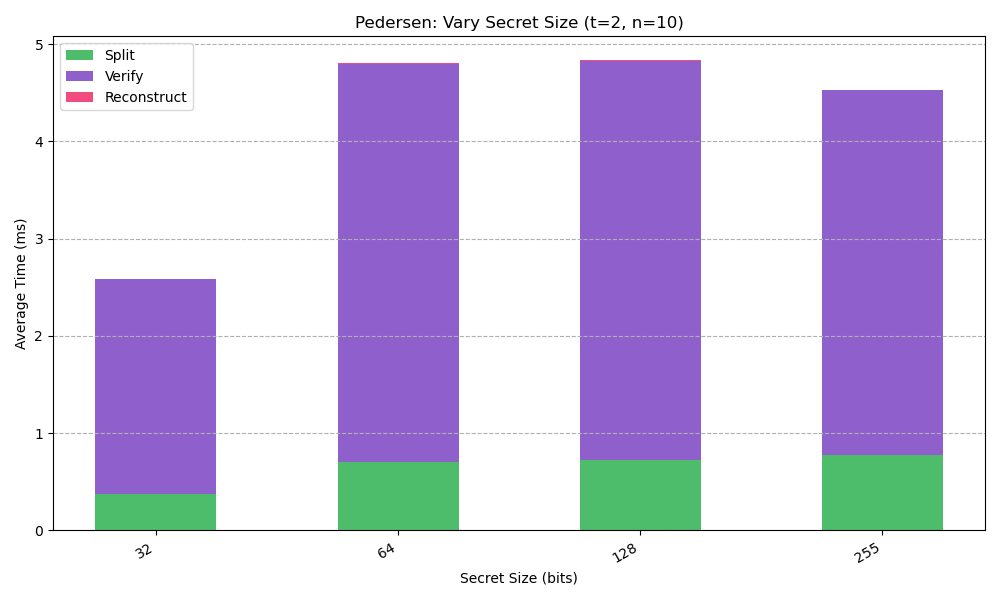 Pedersen: Vary Secret Size (t=2, n=10)
Split
Verify
Reconstruct
5
4
3
2
1
0
Average Time (ms)
32
64
128
255
Secret Size (bits)